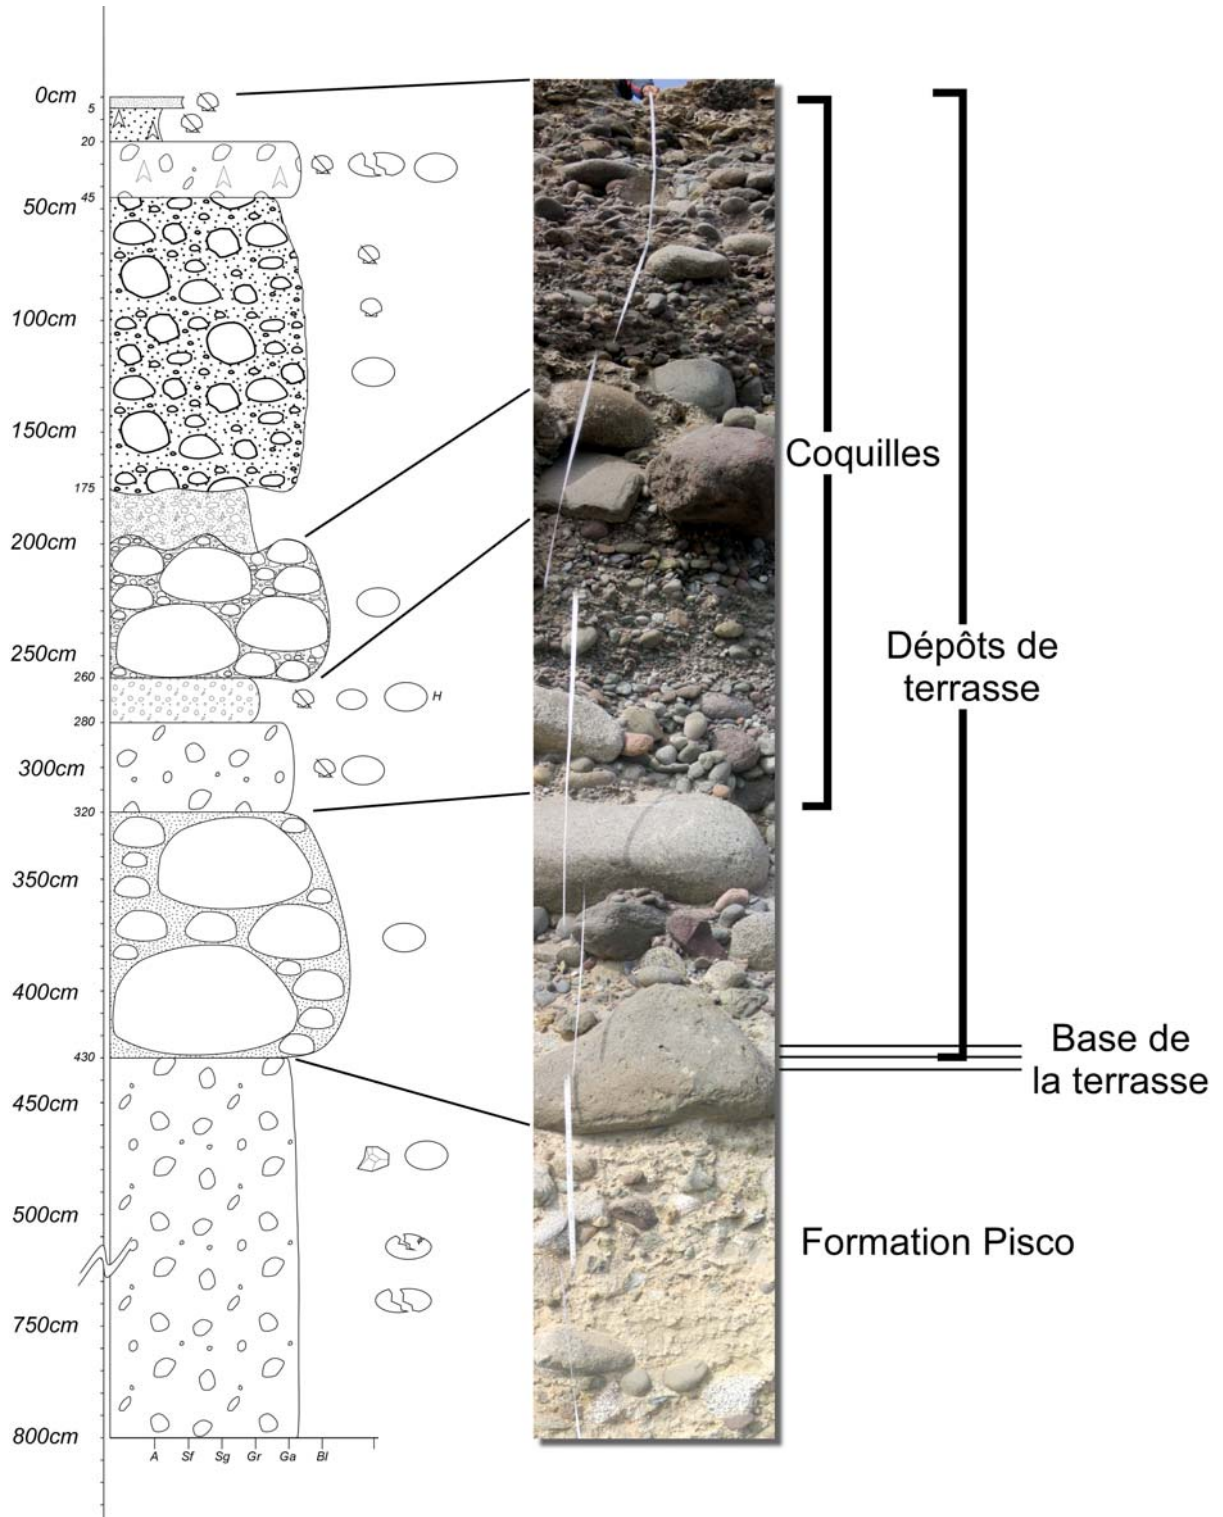 0cm
5
20
45
50cm
100cm
150cm
175
200cm
250cm
260
H
280
300cm
320
350cm
400cm
430
450cm
500cm
750cm
800cm
A Sf Sg Gr Ga Bl
Coquilles
Dépôts de
terrasse
Base de
la terrasse
Formation Pisco